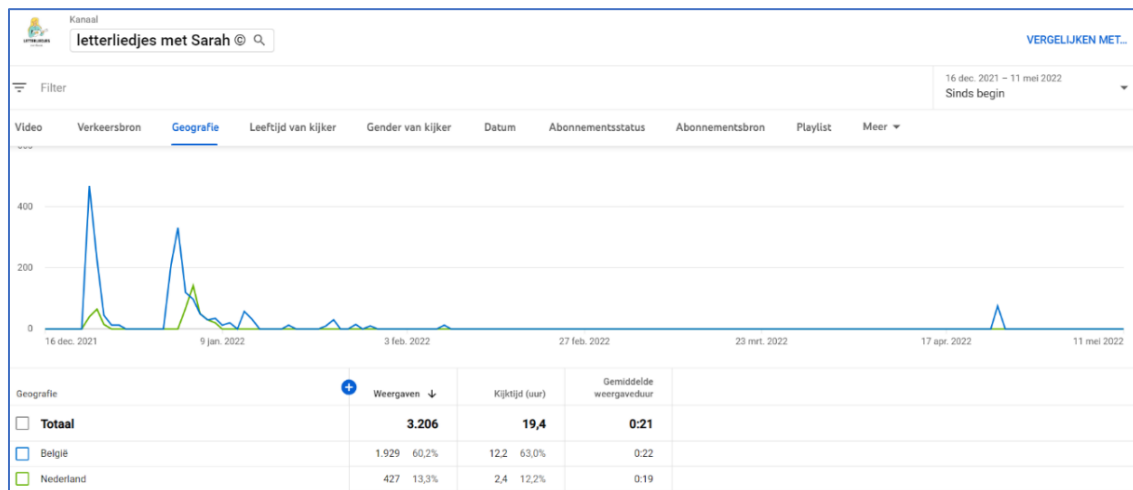 Kanaal
letterliedjes met Sarah ©
VERGELIJKEN MET...
Filter
16 dec. 2021 – 11 mei 2022
Sinds begin
Video Verkeersbron Geografie Leeftijd van kijker Gender van kijker Datum Abonnementsstatus Abonnementsbron Playlist Meer
400
200
0
16 dec. 2021 9 jan. 2022 3 feb. 2022 27 feb. 2022 23 mrt. 2022 17 apr. 2022 11 mei 2022
Geografie Weergaven Kijktijd (uur) Gemiddelde
weergaveduur
Totaal 3.206 19,4 0:21
België 1.929 60,2% 12,2 63,0% 0:22
Nederland 427 13,3% 2,4 12,2% 0:19